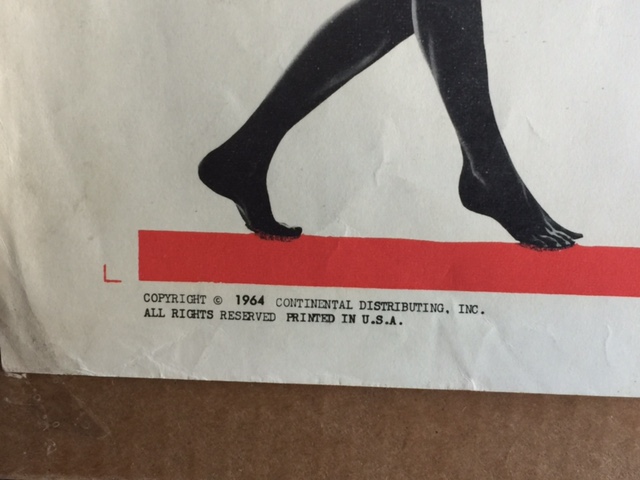 COPYRIGHT © 1964 CONTINENTAL DISTRIBUTING, INC.
ALL RIGHTS RESERVED PRINTED IN U.S.A.